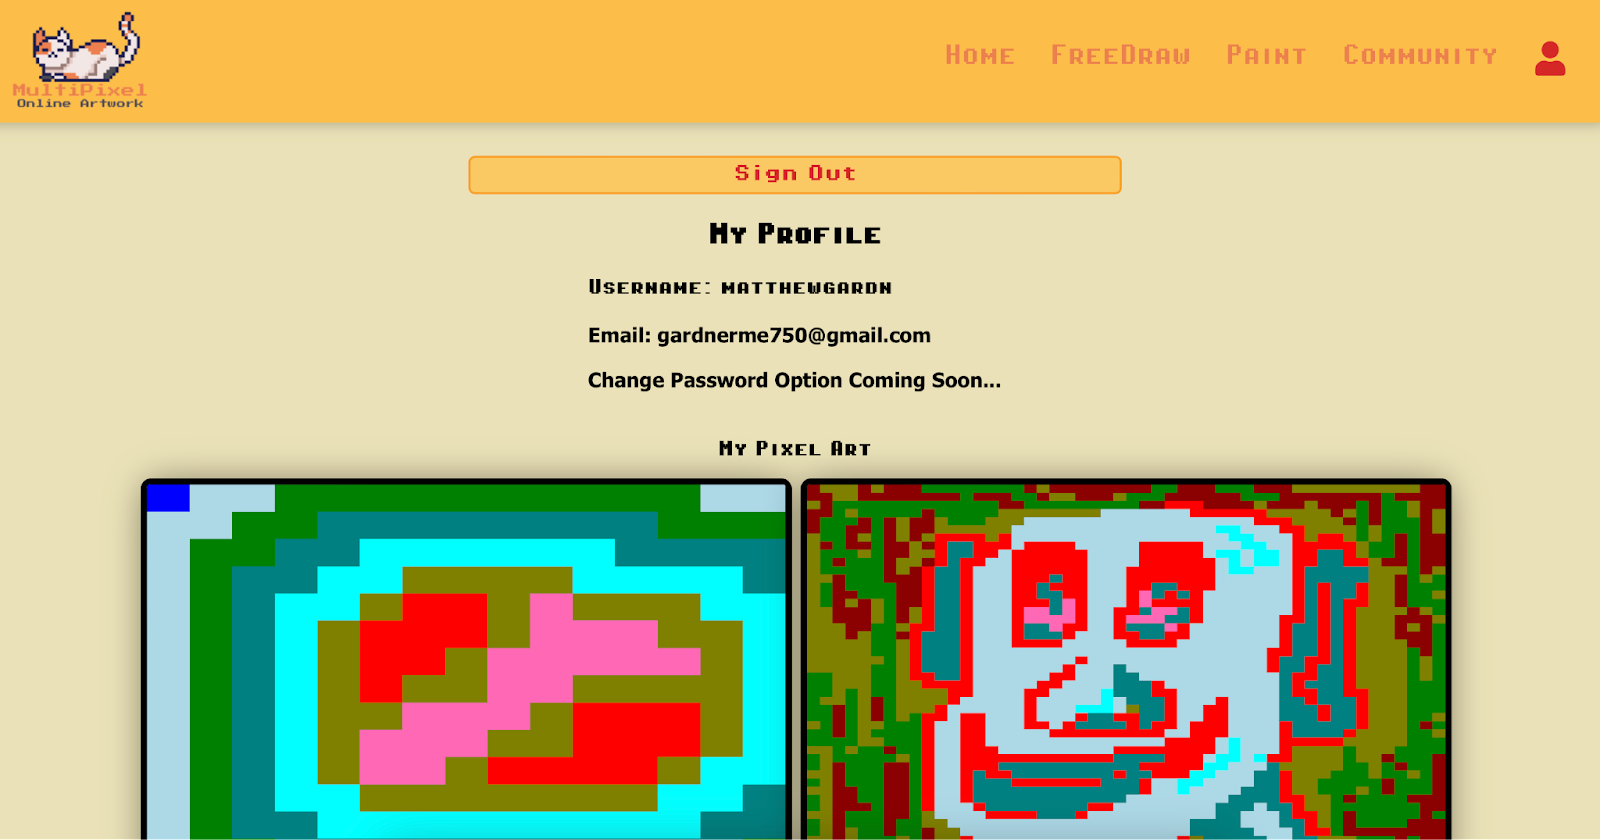 MultiPixel
Online Artwork
Home FreeDraw Paint Community
Sign Out
My Profile
Username: matthewgardn
Email: gardnerme750@gmail.com
Change Password Option Coming Soon...
My Pixel Art